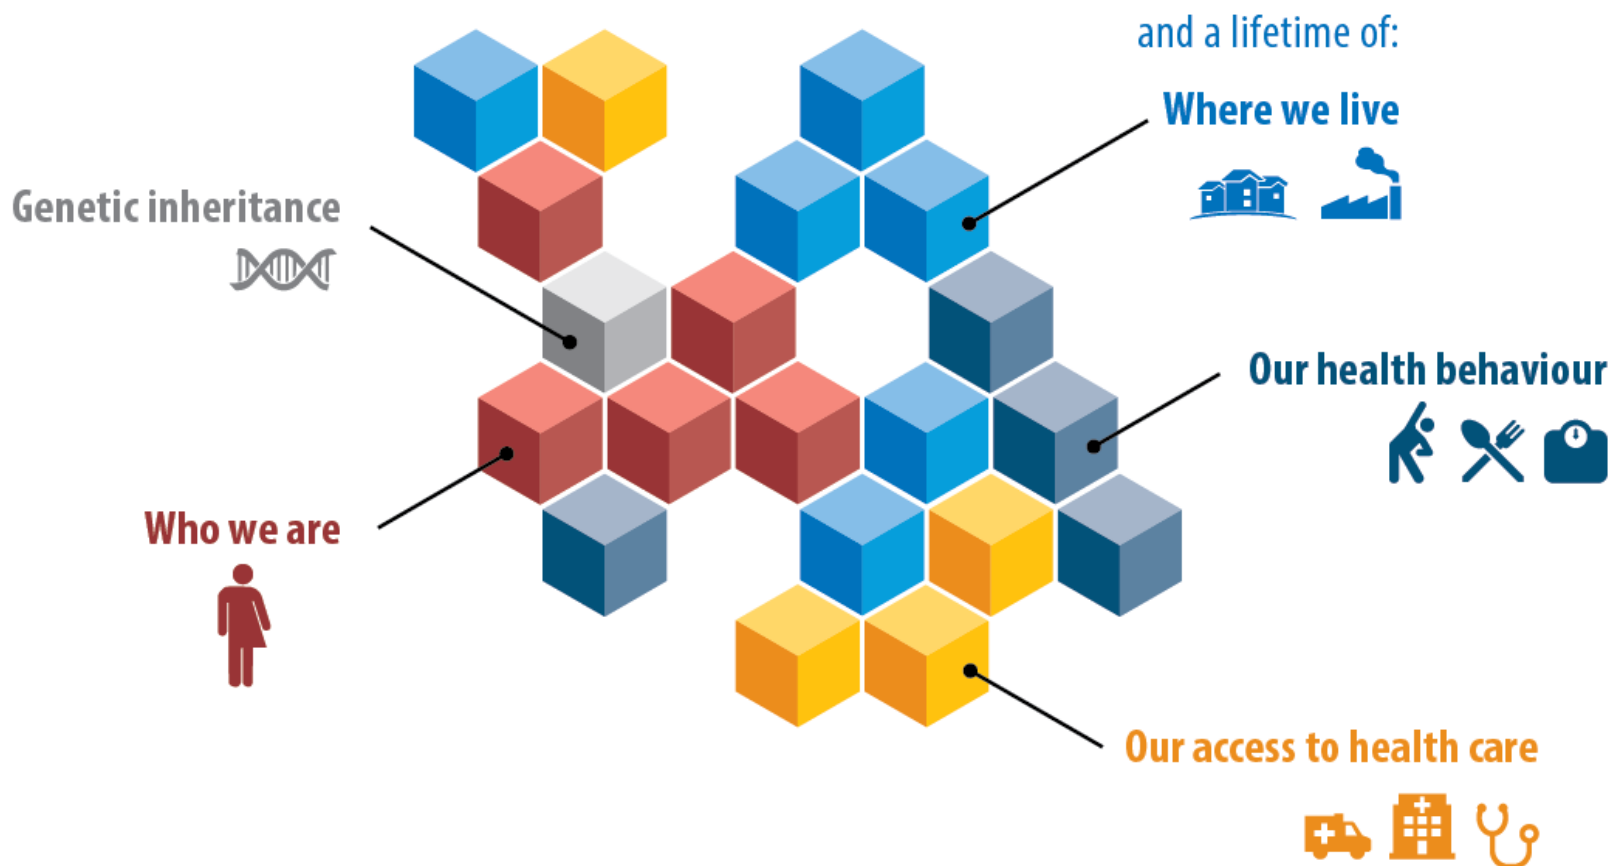 and a lifetime of:
Where we live
Genetic inheritance
Our health behaviour
Who we are
Our access to health care